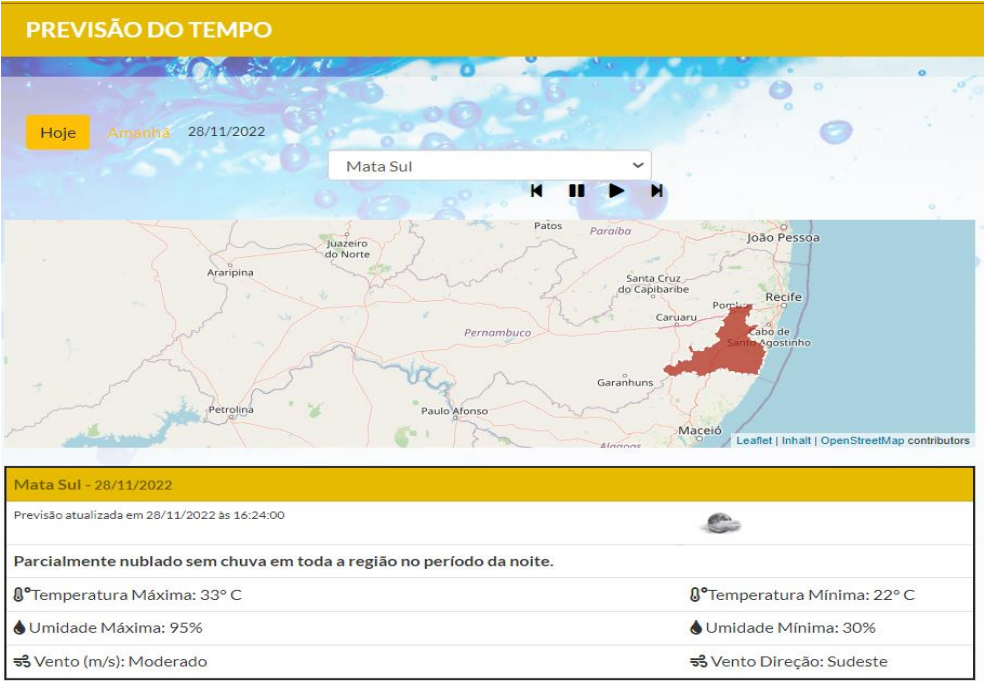 PREVISÃO DO TEMPO
Hoje Amanhã 28/11/2022
Mata Sul
Patos Paraíba João Pessoa
Juazeiro
do Norte
Araripina
Santa Cruz
do Capibaribe
Recife
Caruaru
Pernambuco
Cabo de
Santo Agostinho
Garanhuns
Petrolina
Paulo Afonso
Maceió
Alagoas
Leaflet | Inhalt | OpenStreetMap contributors
Mata Sul - 28/11/2022
Previsão atualizada em 28/11/2022 às 16:24:00
Parcialmente nublado sem chuva em toda a região no período da noite.
Temperatura Máxima: 33° C
Temperatura Mínima: 22° C
Umidade Máxima: 95%
Umidade Mínima: 30%
Vento (m/s): Moderado
Vento Direção: Sudeste